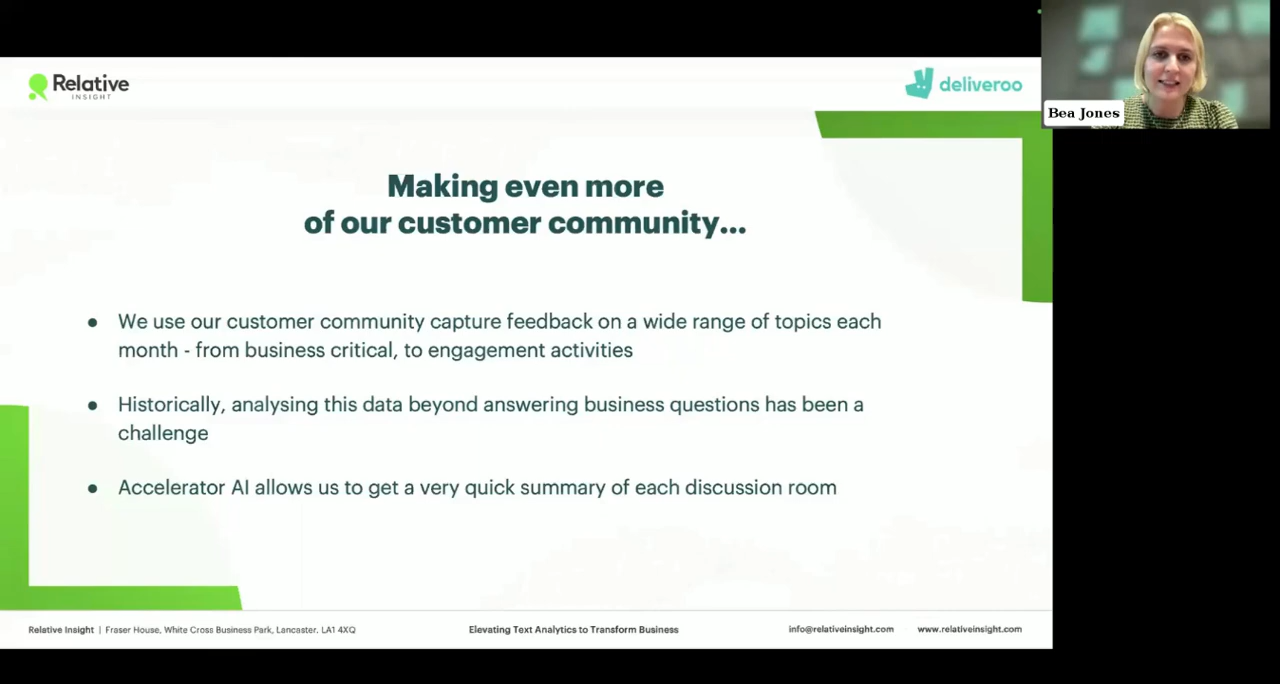 Relative
INSIGHT
deliveroo
Bea Jones
Making even more
of our customer community...
● We use our customer community capture feedback on a wide range of topics each
month - from business critical, to engagement activities
● Historically, analysing this data beyond answering business questions has been a
challenge
● Accelerator AI allows us to get a very quick summary of each discussion room
Relative Insight | Fraser House, White Cross Business Park, Lancaster. LA1 4XQ
Elevating Text Analytics to Transform Business
info@relativeinsight.com
www.relativeinsight.com